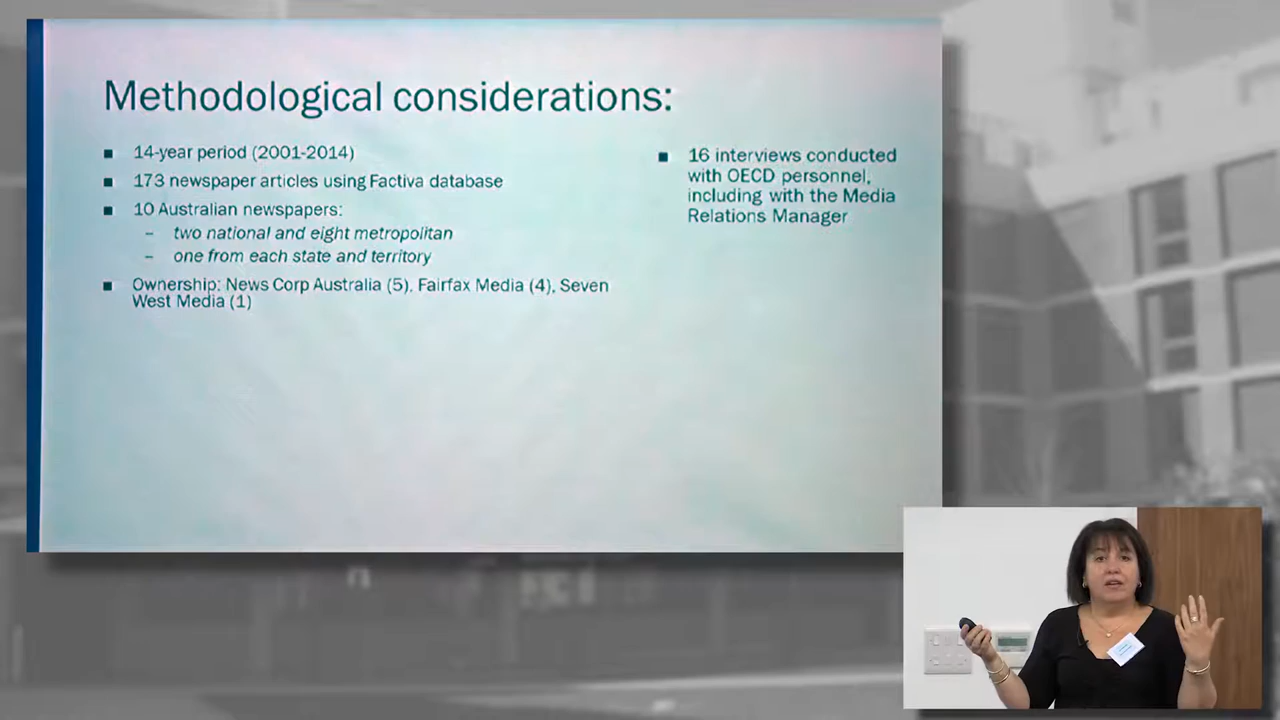 Methodological considerations:
14-year period (2001-2014)
173 newspaper articles using Factiva database
10 Australian newspapers:
– two national and eight metropolitan
– one from each state and territory
Ownership: News Corp Australia (5), Fairfax Media (4), Seven
West Media (1)
16 interviews conducted
with OECD personnel,
including with the Media
Relations Manager